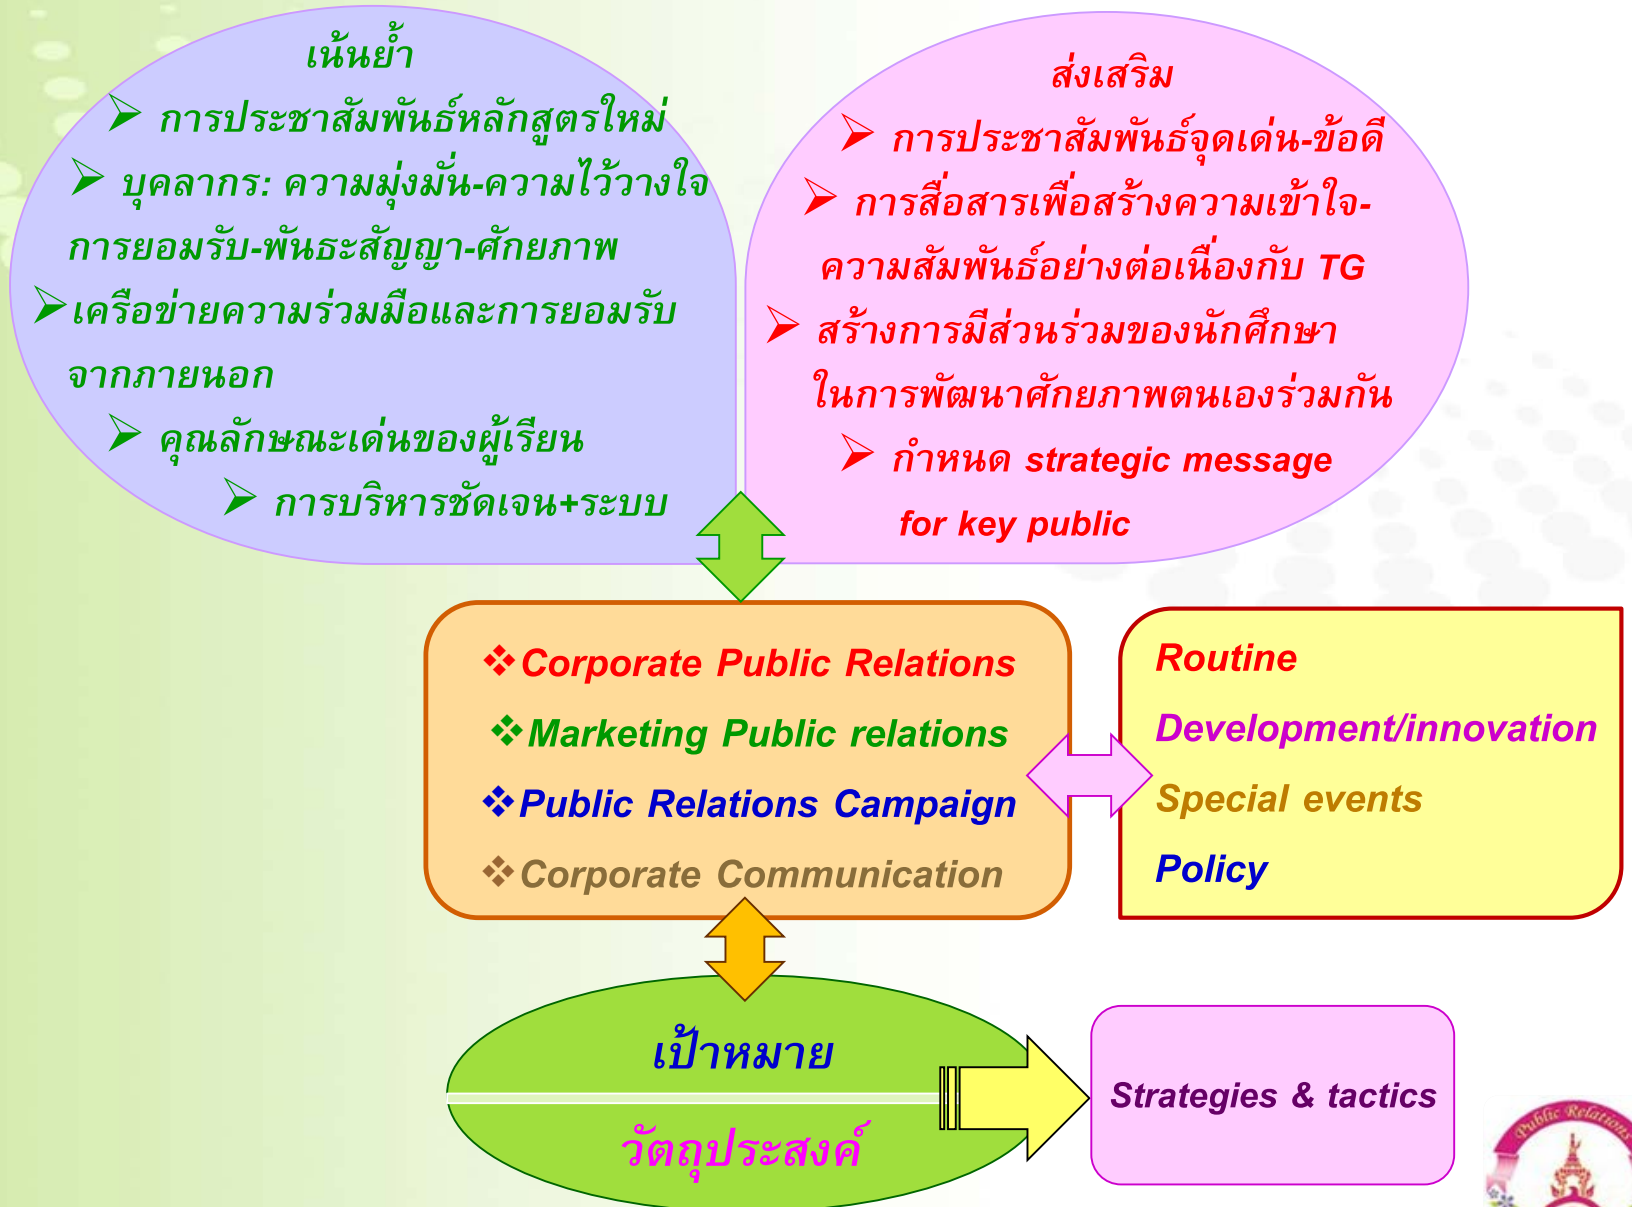 เน้นย้ำ
การประชาสัมพันธ์หลักสูตรใหม่
บุคลากร: ความมุ่งมั่น-ความไว้วางใจ
การยอมรับ-พันธะสัญญา-ศักยภาพ
เครือข่ายความร่วมมือและการยอมรับ
จากภายนอก
คุณลักษณะเด่นของผู้เรียน
การบริหารชัดเจน+ระบบ
ส่งเสริม
การประชาสัมพันธ์จุดเด่น-ข้อดี
การสื่อสารเพื่อสร้างความเข้าใจ-
ความสัมพันธ์อย่างต่อเนื่องกับ TG
สร้างการมีส่วนร่วมของนักศึกษา
ในการพัฒนาศักยภาพตนเองร่วมกัน
กำหนด strategic message
for key public
Corporate Public Relations
Marketing Public relations
Public Relations Campaign
Corporate Communication
Routine
Development/innovation
Special events
Policy
เป้าหมาย
วัตถุประสงค์
Strategies & tactics
Public Relations